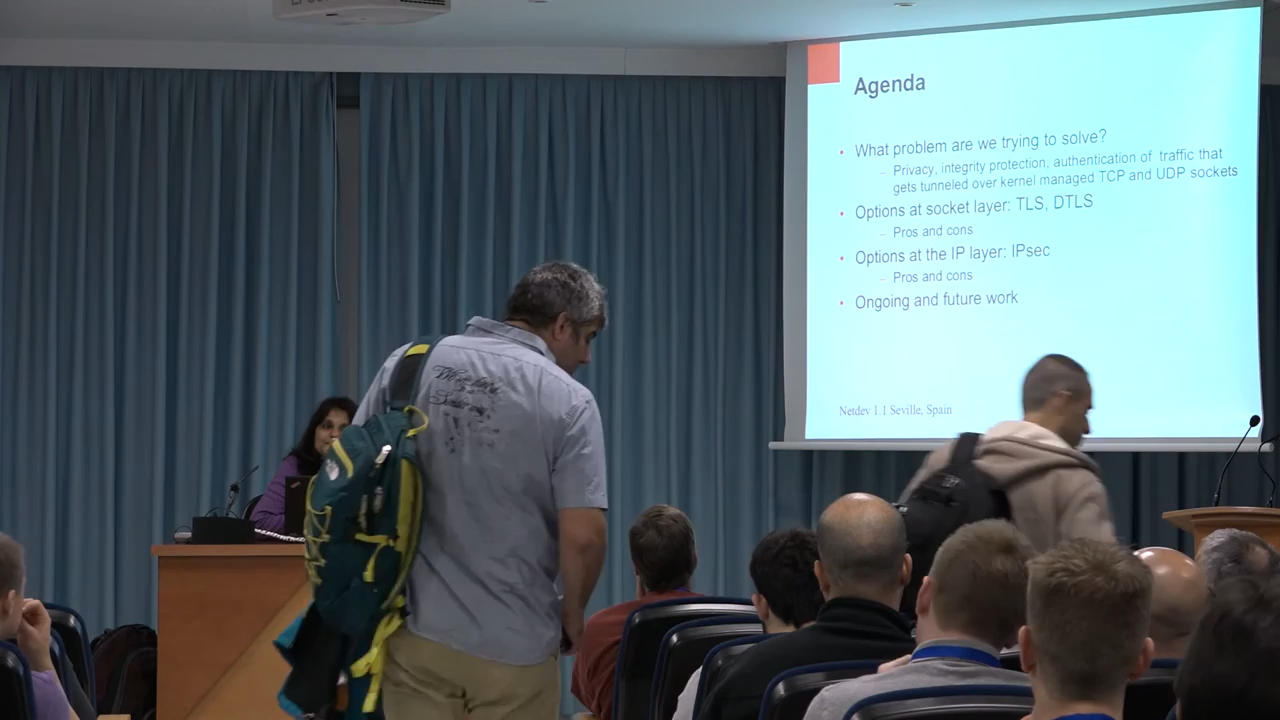 Agenda
• What problem are we trying to solve?
– Privacy, integrity protection, authentication of traffic that
gets tunneled over kernel managed TCP and UDP sockets
• Options at socket layer: TLS, DTLS
– Pros and cons
• Options at the IP layer: IPsec
– Pros and cons
• Ongoing and future work
Netdev 1.1 Seville, Spain